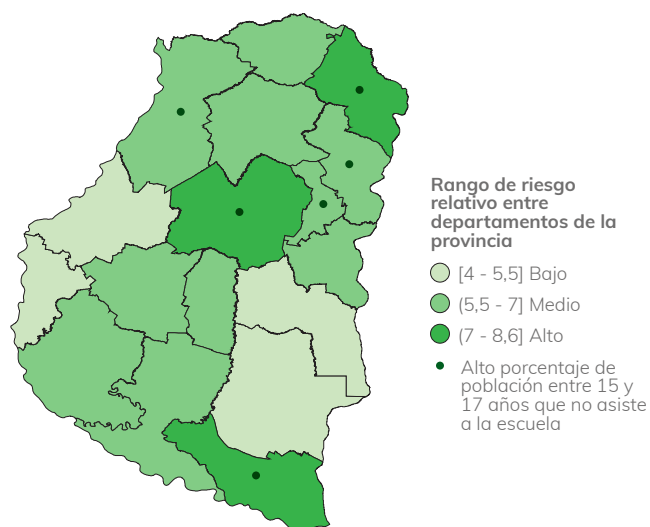 Rango de riesgo
relativo entre
departamentos de la
provincia
[4 - 5,5] Bajo
(5,5 - 7] Medio
(7 - 8,6] Alto
Alto porcentaje de
población entre 15 y
17 años que no asiste
a la escuela